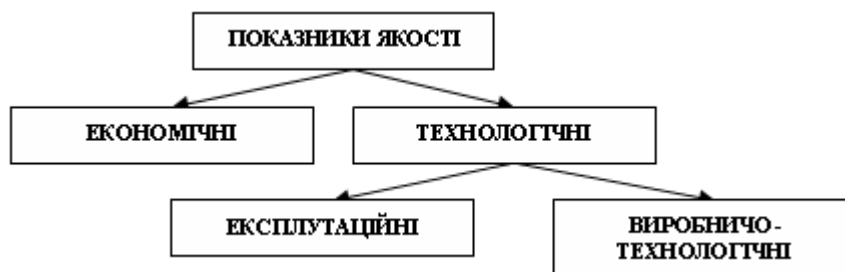 ПОКАЗНИКИ ЯКОСТІ
ЕКОНОМІЧНІ
ТЕХНОЛОГІЧНІ
ЕКСПЛУТАЦІЙНІ
ВИРОБНИЧО-
ТЕХНОЛОГІЧНІ